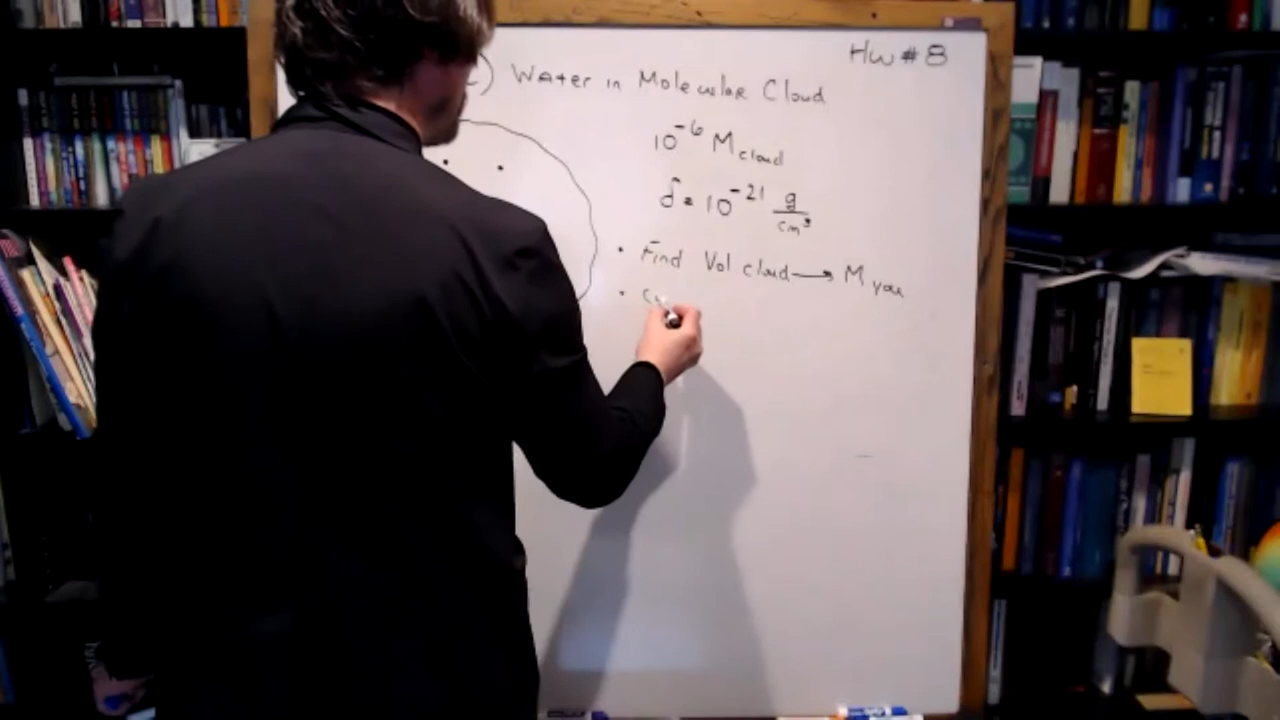 HW #8
) Water in Molecular Cloud
10⁻⁶ M cloud
δ = 10⁻²¹ g/cm³
• Find Vol cloud → M you
•